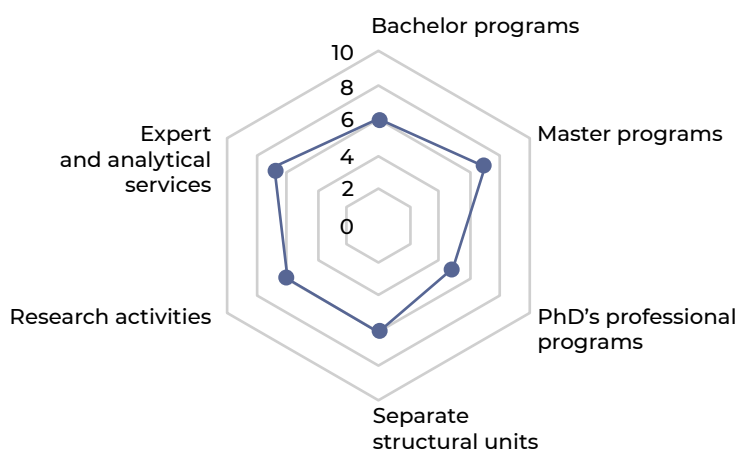 Bachelor programs
10
8
6
4
2
0
Expert
and analytical
services
Master programs
Research activities
PhD’s professional
programs
Separate
structural units